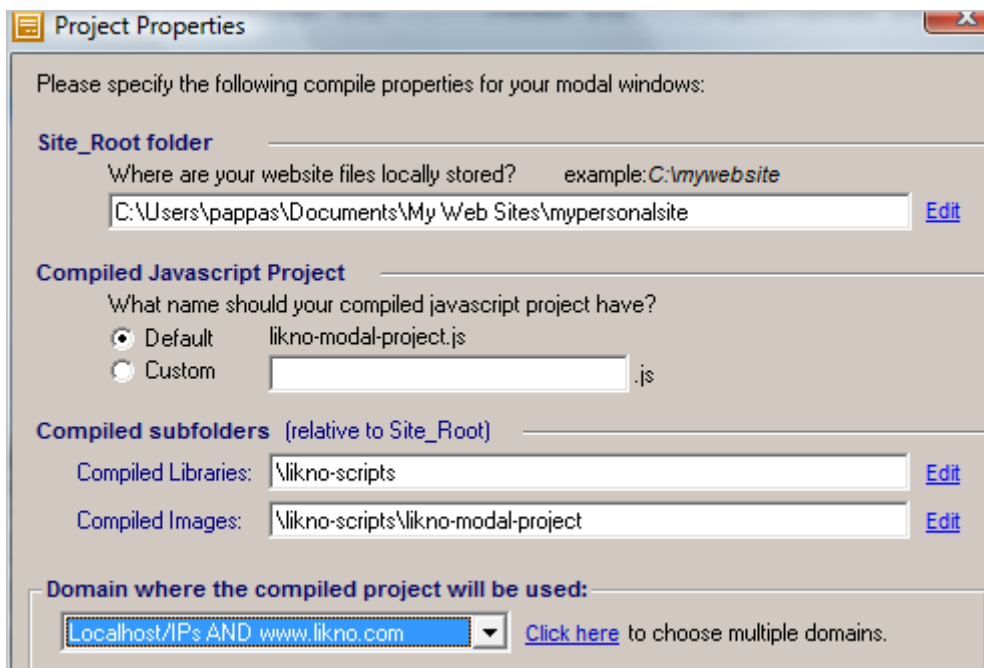 Project Properties
Please specify the following compile properties for your modal windows:
Site_Root folder
Where are your website files locally stored? example:C:\mywebsite
C:\Users\pappas\Documents\My Web Sites\mypersonalsite Edit
Compiled Javascript Project
What name should your compiled javascript project have?
Default likno-modal-project.js
Custom .js
Compiled subfolders (relative to Site_Root)
Compiled Libraries: \likno-scripts Edit
Compiled Images: \likno-scripts\likno-modal-project Edit
Domain where the compiled project will be used:
Localhost/IPs AND www.likno.com Click here to choose multiple domains.